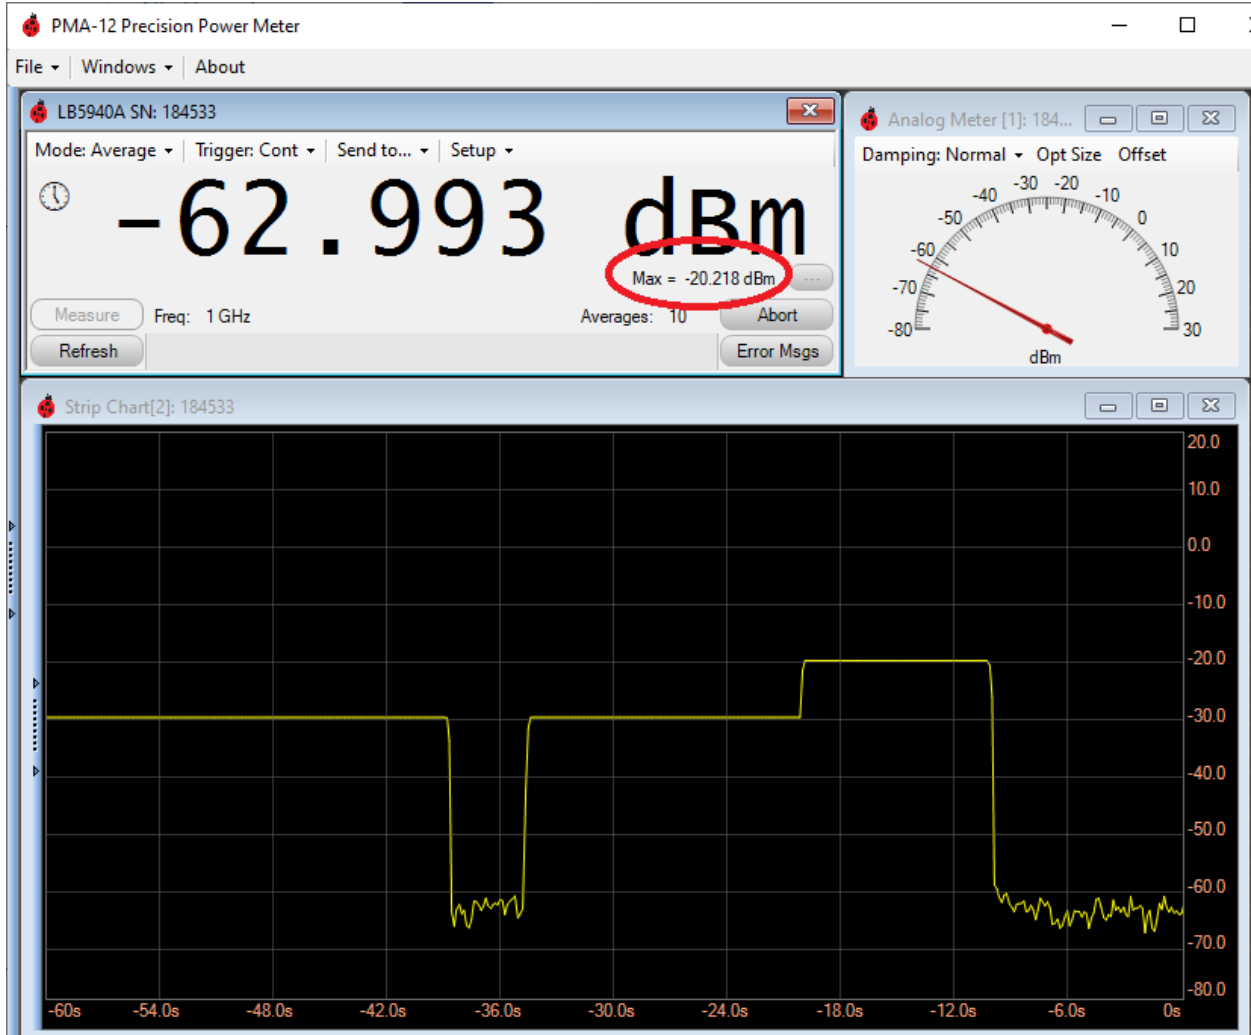 PMA-12 Precision Power Meter
File Windows About
LB5940A SN: 184533
Mode: Average Trigger: Cont Send to... Setup
-62.993 dBm
Max = -20.218 dBm ...
Measure Freq: 1 GHz Averages: 10 Abort
Refresh Error Msgs
Analog Meter [1]: 184...
Damping: Normal Opt Size Offset
-80 -70 -60 -50 -40 -30 -20 -10 0 10 20 30
dBm
Strip Chart[2]: 184533
20.0
10.0
0.0
-10.0
-20.0
-30.0
-40.0
-50.0
-60.0
-70.0
-80.0
-60s -54.0s -48.0s -42.0s -36.0s -30.0s -24.0s -18.0s -12.0s -6.0s 0s